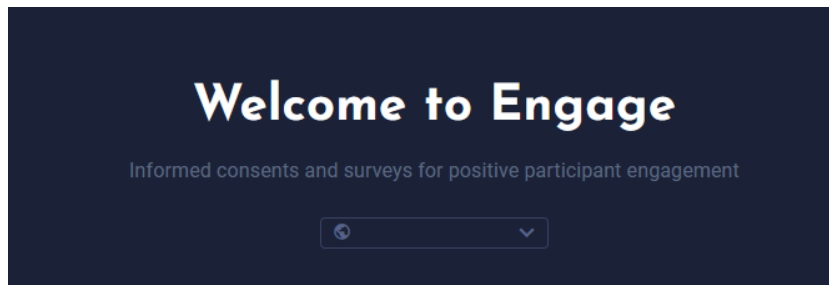 Welcome to Engage
Informed consents and surveys for positive participant engagement